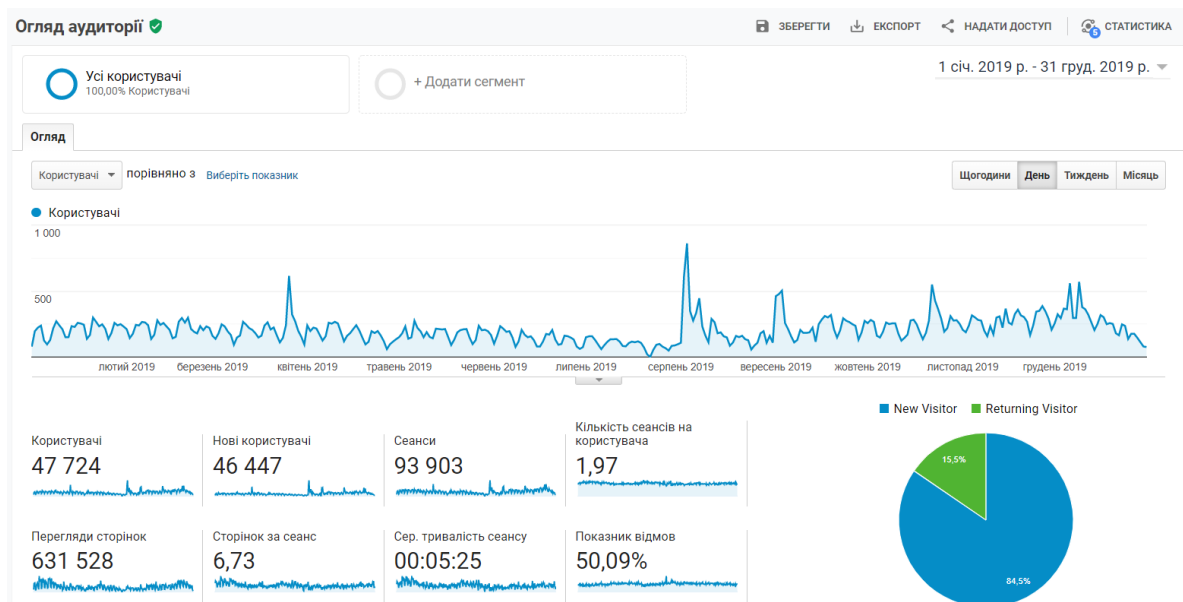 Огляд аудиторії
ЗБЕРЕГТИ
ЕКСПОРТ
НАДАТИ ДОСТУП
5
СТАТИСТИКА
Усі користувачі
100,00% Користувачі
+ Додати сегмент
1 січ. 2019 р. - 31 груд. 2019 р.
Огляд
Користувачі
порівняно з
Виберіть показник
Щогодини
День
Тиждень
Місяць
Користувачі
1 000
500
лютий 2019
березень 2019
квітень 2019
травень 2019
червень 2019
липень 2019
серпень 2019
вересень 2019
жовтень 2019
листопад 2019
грудень 2019
New Visitor
Returning Visitor
Користувачі
47 724
Нові користувачі
46 447
Сеанси
93 903
Кількість сеансів на
користувача
1,97
15,5%
84,5%
Перегляди сторінок
631 528
Сторінок за сеанс
6,73
Сер. тривалість сеансу
00:05:25
Показник відмов
50,09%